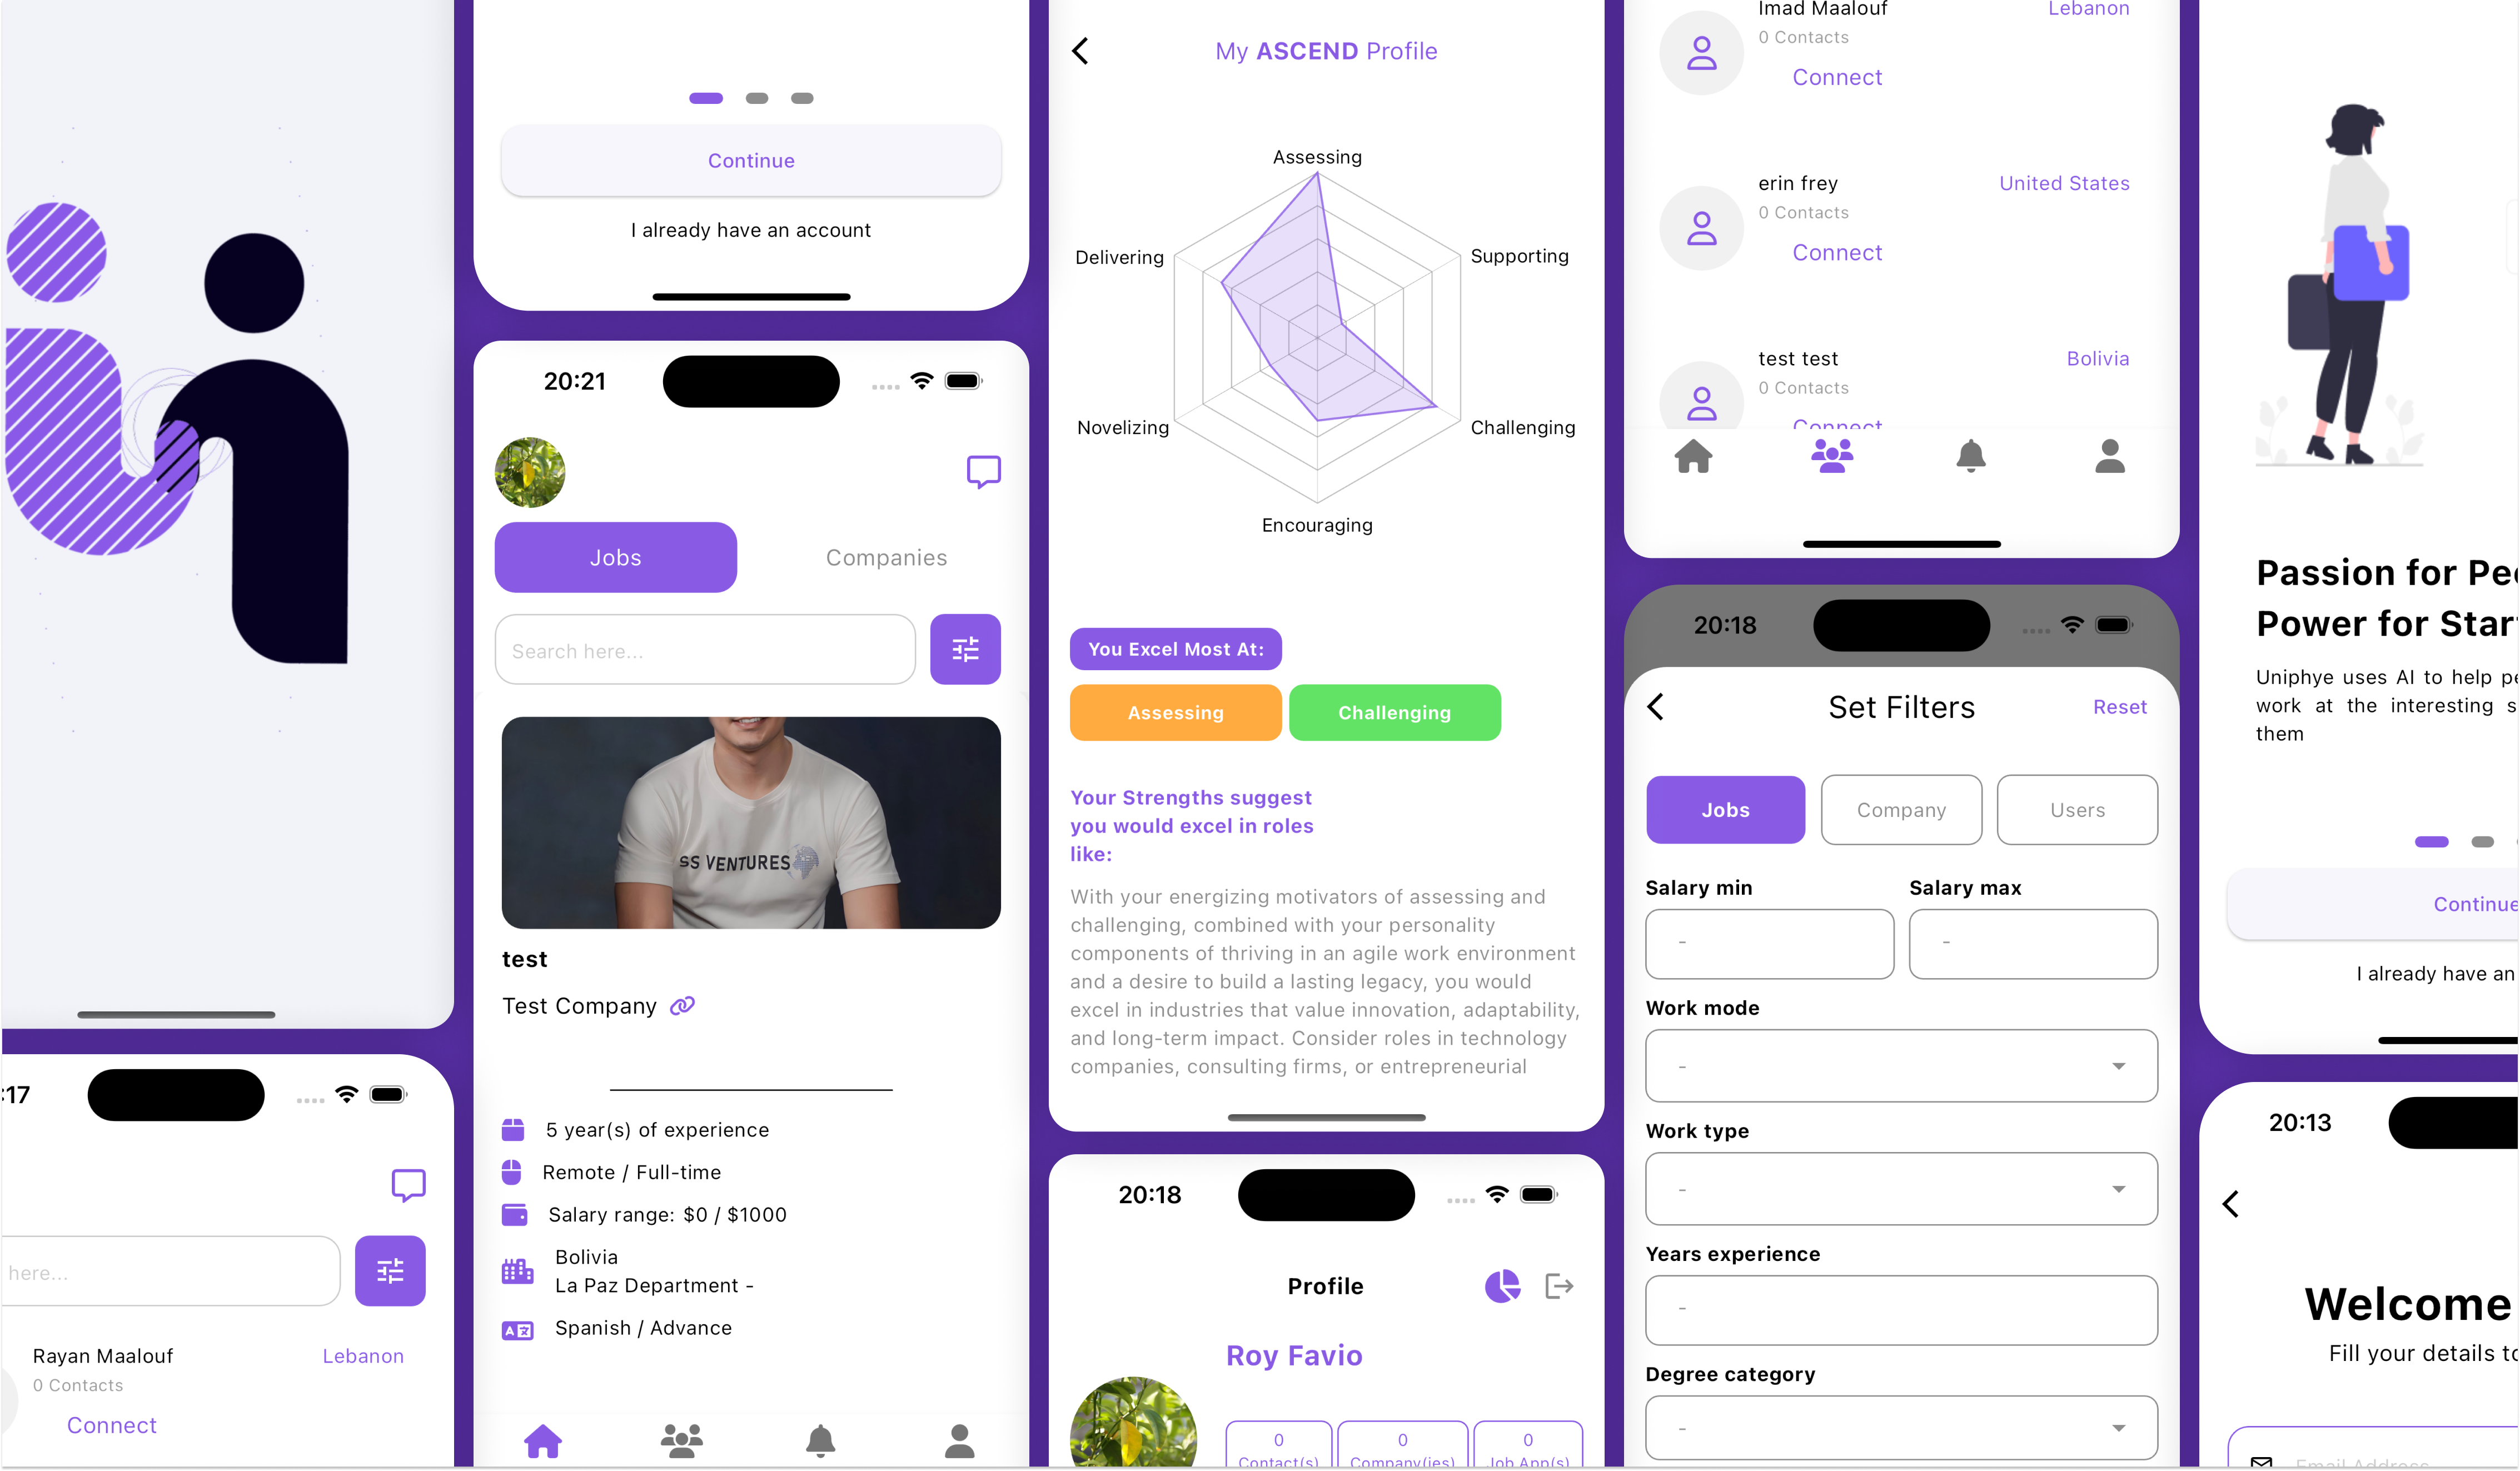 :17
here...
Rayan Maalouf
Lebanon
0 Contacts
Connect
Continue
I already have an account
20:21
Jobs
Companies
Search here...
SS VENTURES
test
Test Company
5 year(s) of experience
Remote / Full-time
Salary range: $0 / $1000
Bolivia
La Paz Department -
Spanish / Advance
My ASCEND Profile
Assessing
Delivering
Supporting
Novelizing
Challenging
Encouraging
You Excel Most At:
Assessing
Challenging
Your Strengths suggest
you would excel in roles
like:
With your energizing motivators of assessing and
challenging, combined with your personality
components of thriving in an agile work environment
and a desire to build a lasting legacy, you would
excel in industries that value innovation, adaptability,
and long-term impact. Consider roles in technology
companies, consulting firms, or entrepreneurial
20:18
Profile
Roy Favio
0
0
0
Contact(s)
Company(ies)
Job App(s)
Imad Maalouf
Lebanon
0 Contacts
Connect
erin frey
United States
0 Contacts
Connect
test test
Bolivia
0 Contacts
Connect
20:18
Set Filters
Reset
Jobs
Company
Users
Salary min
Salary max
-
-
Work mode
-
Work type
-
Years experience
-
Degree category
-
Passion for Pe
Power for Star
Uniphye uses AI to help pe
work at the interesting s
them
Continue
I already have an
20:13
Welcome
Fill your details to
Email Address